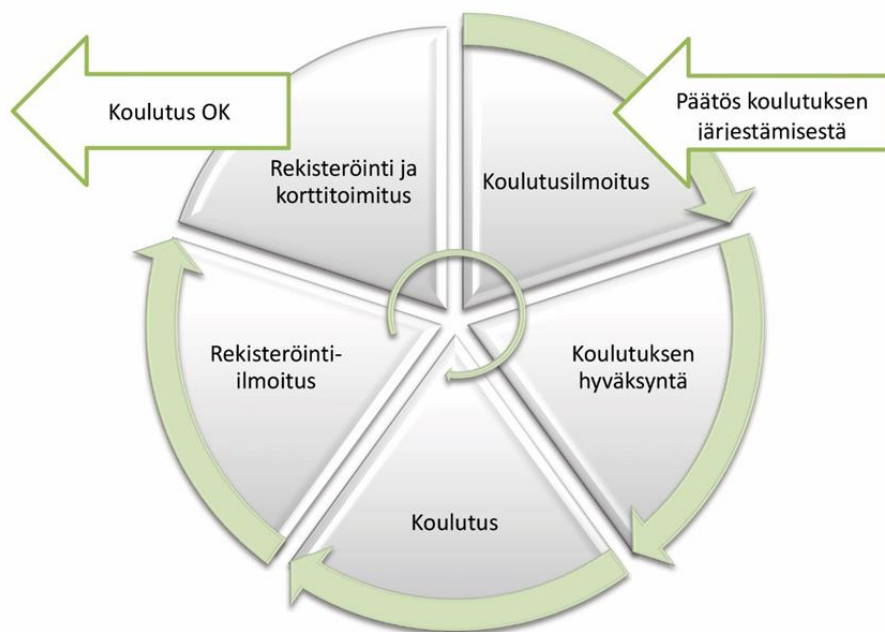 Päätös koulutuksen
järjestämisestä
Koulutusilmoitus
Koulutuksen
hyväksyntä
Koulutus
Rekisteröinti-
ilmoitus
Rekisteröinti ja
korttitoimitus
Koulutus OK